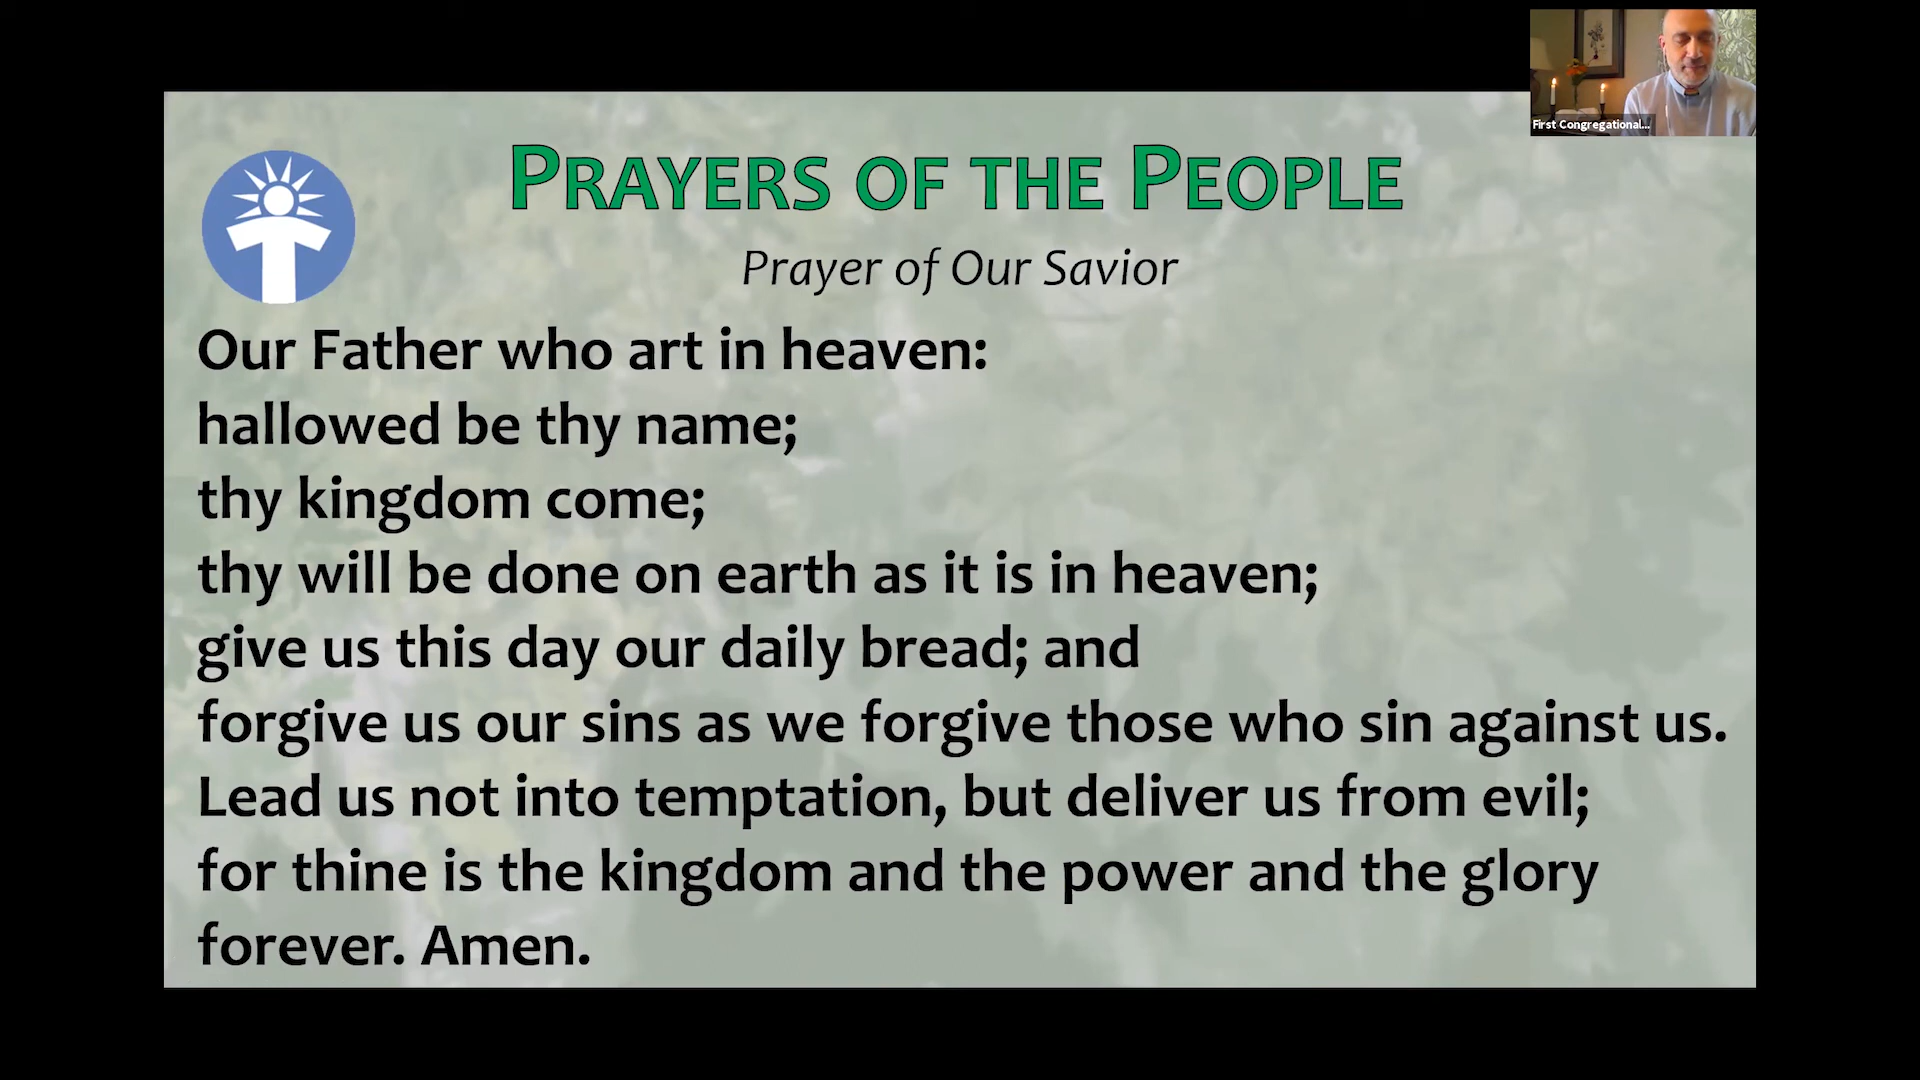 First Congregational...
PRAYERS OF THE PEOPLE
Prayer of Our Savior
Our Father who art in heaven:
hallowed be thy name;
thy kingdom come;
thy will be done on earth as it is in heaven;
give us this day our daily bread; and
forgive us our sins as we forgive those who sin against us.
Lead us not into temptation, but deliver us from evil;
for thine is the kingdom and the power and the glory
forever. Amen.